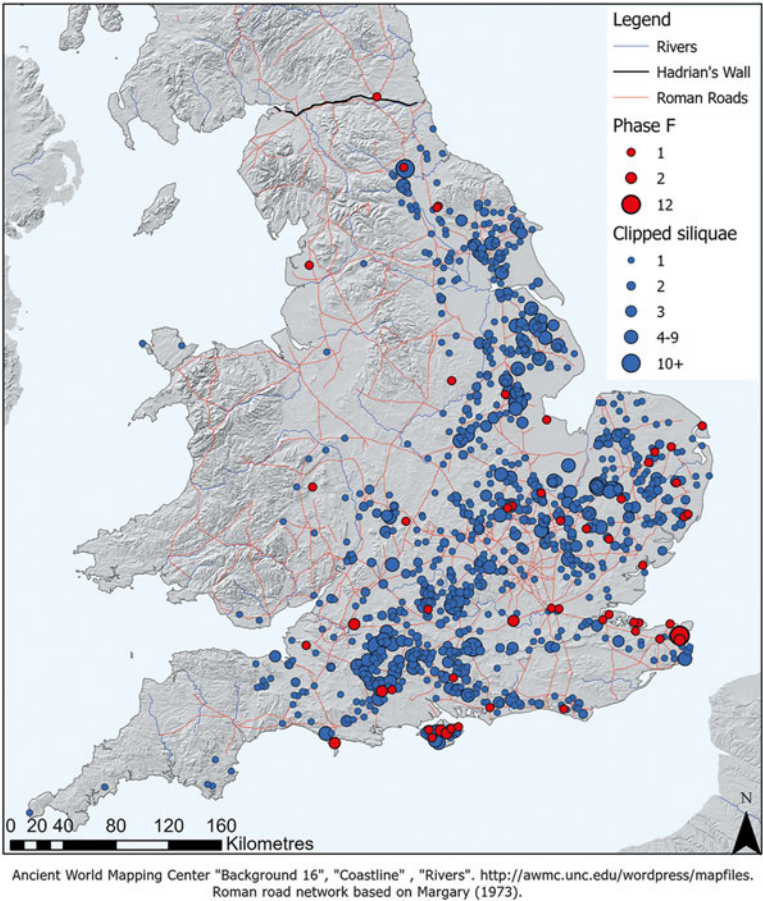 Legend
Rivers
Hadrian's Wall
Roman Roads
Phase F
1
2
12
Clipped siliquae
1
2
3
4-9
10+
N
0 20 40 80 120 160
Kilometres
Ancient World Mapping Center "Background 16", "Coastline" , "Rivers". http://awmc.unc.edu/wordpress/mapfiles.
Roman road network based on Margary (1973).